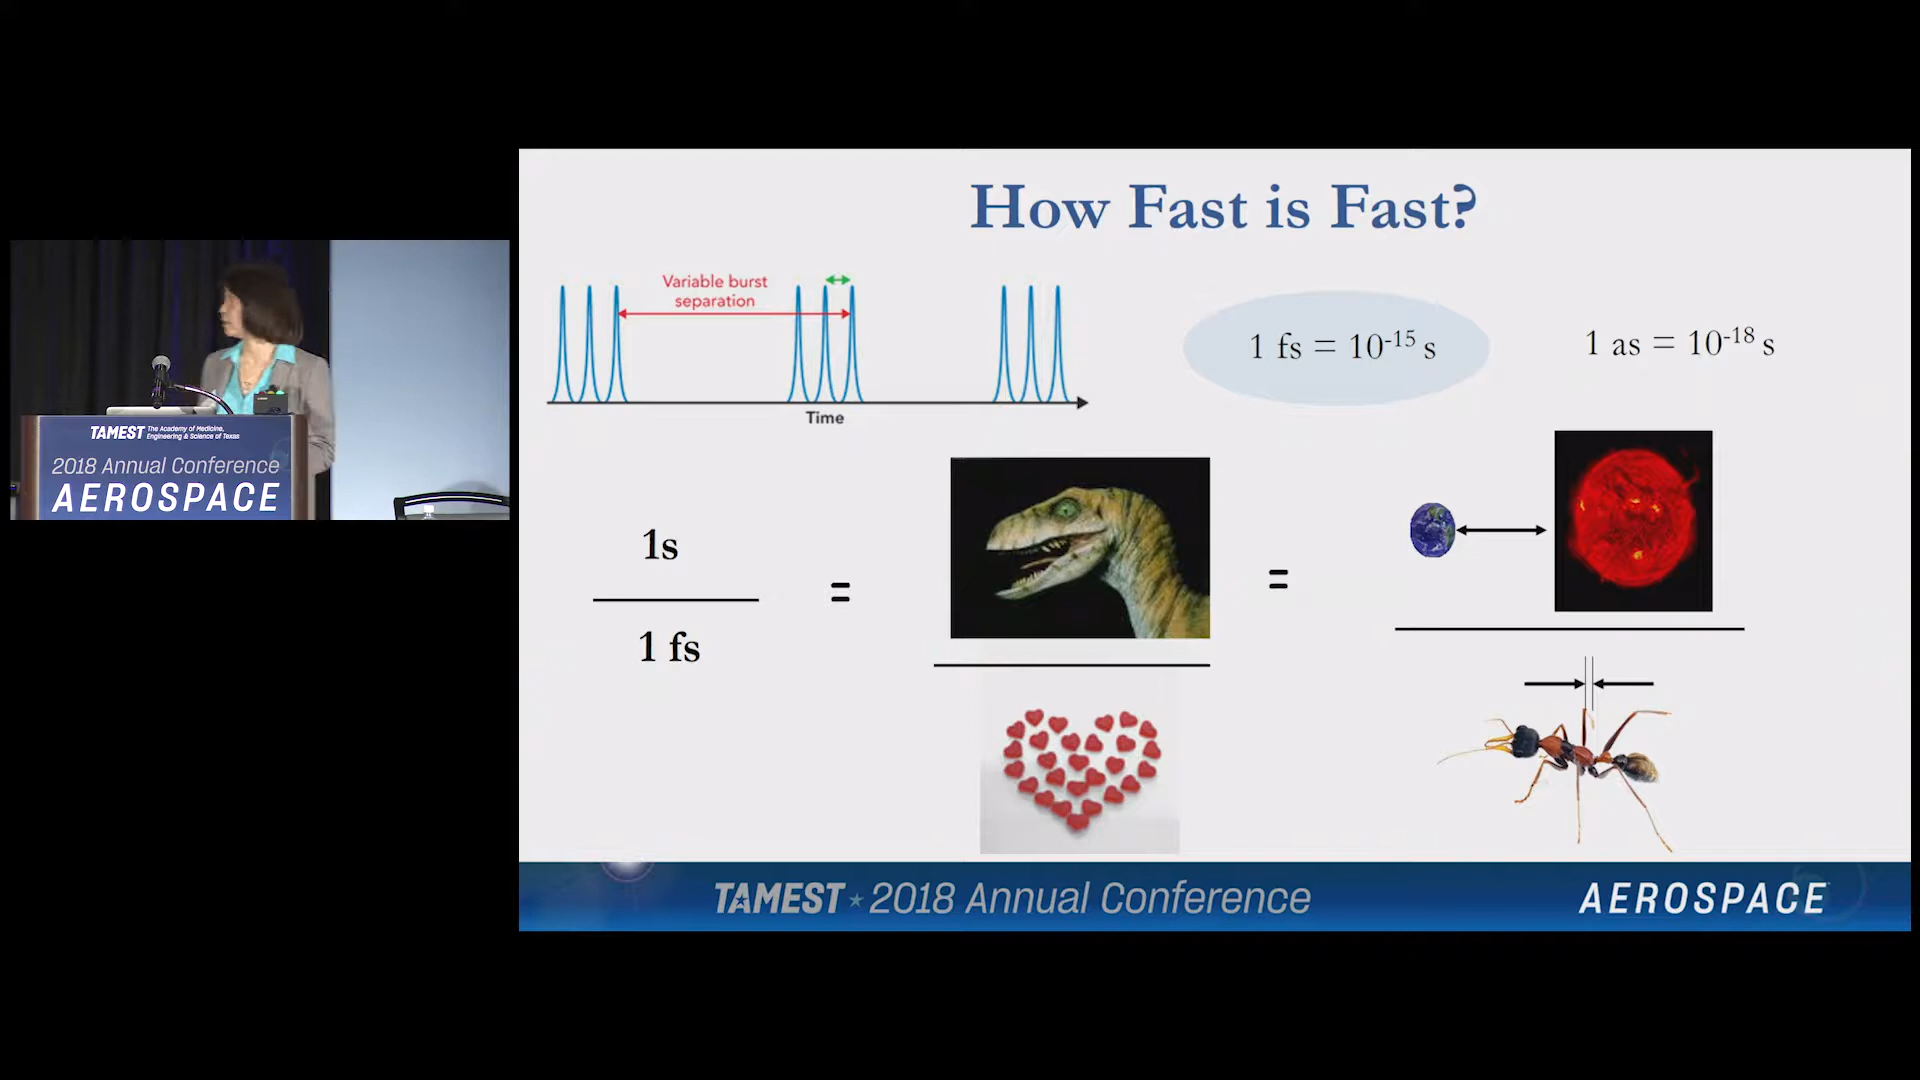 TAMEST The Academy of Medicine,
Engineering & Science of Texas
2018 Annual Conference
AEROSPACE
How Fast is Fast?
Variable burst
separation
Time
1 fs = 10-15 s
1 as = 10-18 s
1s
1 fs
=
=
TAMEST ★ 2018 Annual Conference
AEROSPACE